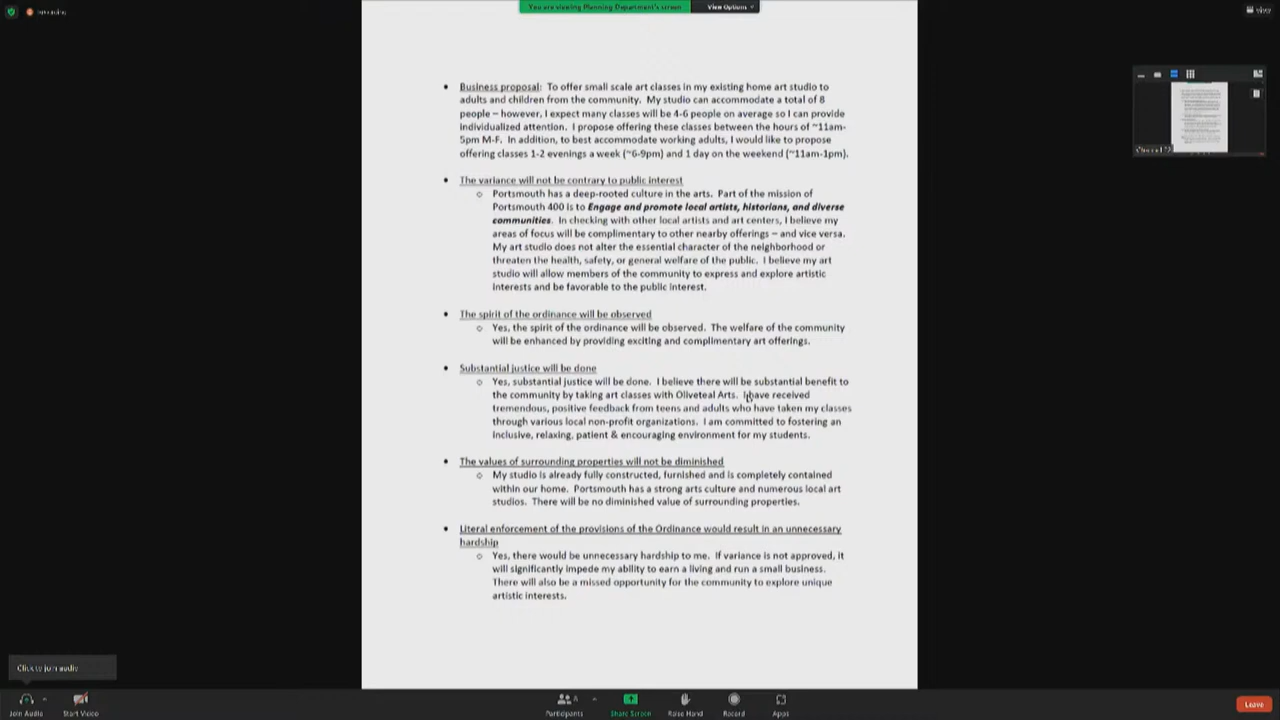 You are viewing Planning Department's screen
View Options
View
• Business proposal: To offer small scale art classes in my existing home art studio to
adults and children from the community. My studio can accommodate a total of 8
people – however, I expect many classes will be 4-6 people on average so I can provide
individualized attention. I propose offering these classes between the hours of ~11am-
5pm M-F. In addition, to best accommodate working adults, I would like to propose
offering classes 1-2 evenings a week (~6-9pm) and 1 day on the weekend (~11am-1pm).
• The variance will not be contrary to public interest
o Portsmouth has a deep-rooted culture in the arts. Part of the mission of
Portsmouth 400 is to Engage and promote local artists, historians, and diverse
communities. In checking with other local artists and art centers, I believe my
areas of focus will be complimentary to other nearby offerings – and vice versa.
My art studio does not alter the essential character of the neighborhood or
threaten the health, safety, or general welfare of the public. I believe my art
studio will allow members of the community to express and explore artistic
interests and be favorable to the public interest.
• The spirit of the ordinance will be observed
o Yes, the spirit of the ordinance will be observed. The welfare of the community
will be enhanced by providing exciting and complimentary art offerings.
• Substantial justice will be done
o Yes, substantial justice will be done. I believe there will be substantial benefit to
the community by taking art classes with Oliveteal Arts. I have received
tremendous, positive feedback from teens and adults who have taken my classes
through various local non-profit organizations. I am committed to fostering an
inclusive, relaxing, patient & encouraging environment for my students.
• The values of surrounding properties will not be diminished
o My studio is already fully constructed, furnished and is completely contained
within our home. Portsmouth has a strong arts culture and numerous local art
studios. There will be no diminished value of surrounding properties.
• Literal enforcement of the provisions of the Ordinance would result in an unnecessary
hardship
o Yes, there would be unnecessary hardship to me. If variance is not approved, it
will significantly impede my ability to earn a living and run a small business.
There will also be a missed opportunity for the community to explore unique
artistic interests.
Click to join audio
Join Audio
Start Video
Participants
Share Screen
Raise Hand
Record
Apps
Leave